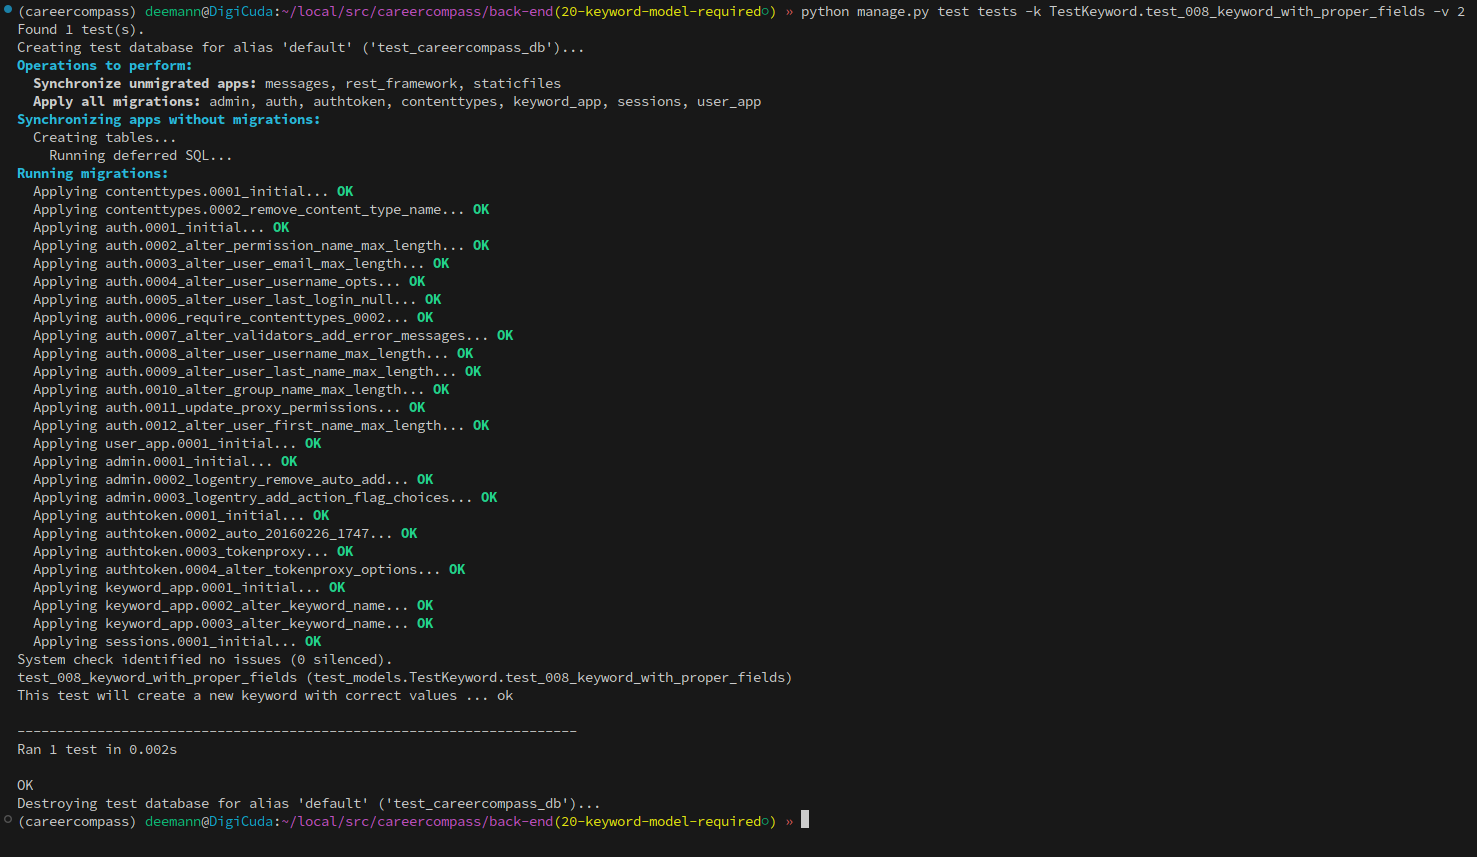 (careercompass) deemann@DigiCuda:~/local/src/careercompass/back-end(20-keyword-model-required○) » python manage.py test tests -k TestKeyword.test_008_keyword_with_proper_fields -v 2
Found 1 test(s).
Creating test database for alias 'default' ('test_careercompass_db')...
Operations to perform:
  Synchronize unmigrated apps: messages, rest_framework, staticfiles
  Apply all migrations: admin, auth, authtoken, contenttypes, keyword_app, sessions, user_app
Synchronizing apps without migrations:
  Creating tables...
    Running deferred SQL...
Running migrations:
  Applying contenttypes.0001_initial... OK
  Applying contenttypes.0002_remove_content_type_name... OK
  Applying auth.0001_initial... OK
  Applying auth.0002_alter_permission_name_max_length... OK
  Applying auth.0003_alter_user_email_max_length... OK
  Applying auth.0004_alter_user_username_opts... OK
  Applying auth.0005_alter_user_last_login_null... OK
  Applying auth.0006_require_contenttypes_0002... OK
  Applying auth.0007_alter_validators_add_error_messages... OK
  Applying auth.0008_alter_user_username_max_length... OK
  Applying auth.0009_alter_user_last_name_max_length... OK
  Applying auth.0010_alter_group_name_max_length... OK
  Applying auth.0011_update_proxy_permissions... OK
  Applying auth.0012_alter_user_first_name_max_length... OK
  Applying user_app.0001_initial... OK
  Applying admin.0001_initial... OK
  Applying admin.0002_logentry_remove_auto_add... OK
  Applying admin.0003_logentry_add_action_flag_choices... OK
  Applying authtoken.0001_initial... OK
  Applying authtoken.0002_auto_20160226_1747... OK
  Applying authtoken.0003_tokenproxy... OK
  Applying authtoken.0004_alter_tokenproxy_options... OK
  Applying keyword_app.0001_initial... OK
  Applying keyword_app.0002_alter_keyword_name... OK
  Applying keyword_app.0003_alter_keyword_name... OK
  Applying sessions.0001_initial... OK
System check identified no issues (0 silenced).
test_008_keyword_with_proper_fields (test_models.TestKeyword.test_008_keyword_with_proper_fields)
This test will create a new keyword with correct values ... ok
----------------------------------------------------------------------
Ran 1 test in 0.002s
OK
Destroying test database for alias 'default' ('test_careercompass_db')...
(careercompass) deemann@DigiCuda:~/local/src/careercompass/back-end(20-keyword-model-required○) »